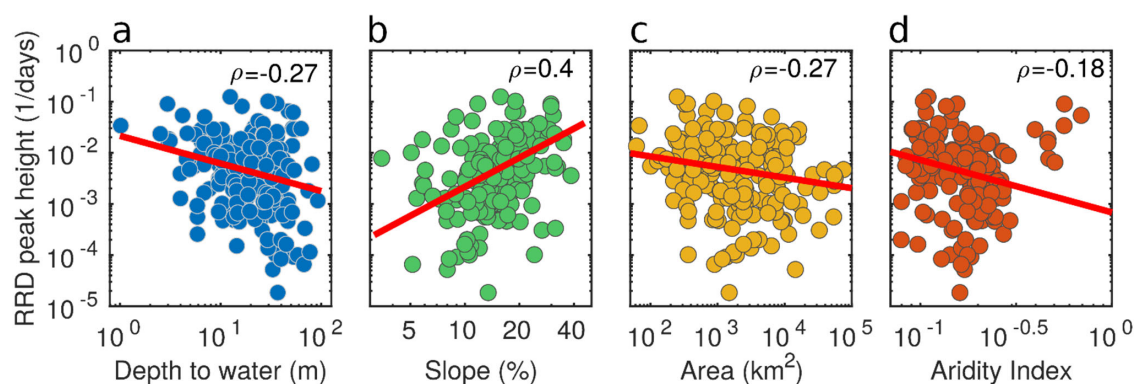 a b c d
ρ=-0.27 ρ=0.4 ρ=-0.27 ρ=-0.18
RRD peak height (1/days)
10^0
10^-1
10^-2
10^-3
10^-4
10^-5
10^0 10^1 10^2 5 10 20 40 10^2 10^3 10^4 10^5 10^-1 10^-0.5 10^0
Depth to water (m) Slope (%) Area (km^2) Aridity Index